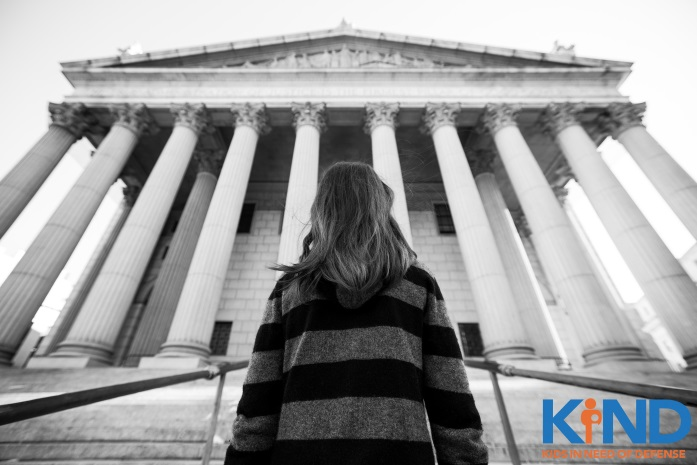 KIND
KIDS IN NEED OF DEFENSE